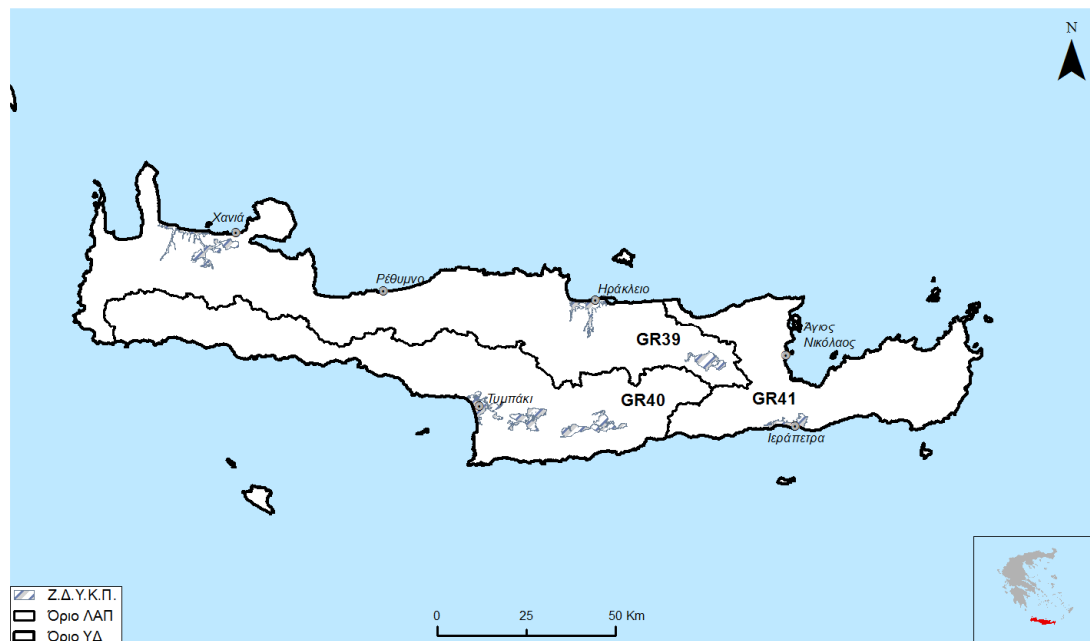 N
Χανιά
Ρέθυμνο
Ηράκλειο
Άγιος
Νικόλαος
GR39
GR40
GR41
Τυμπάκι
Ιεράπετρα
Ζ.Δ.Υ.Κ.Π.
Όριο ΛΑΠ
Όριο ΥΔ
0 25 50 Km